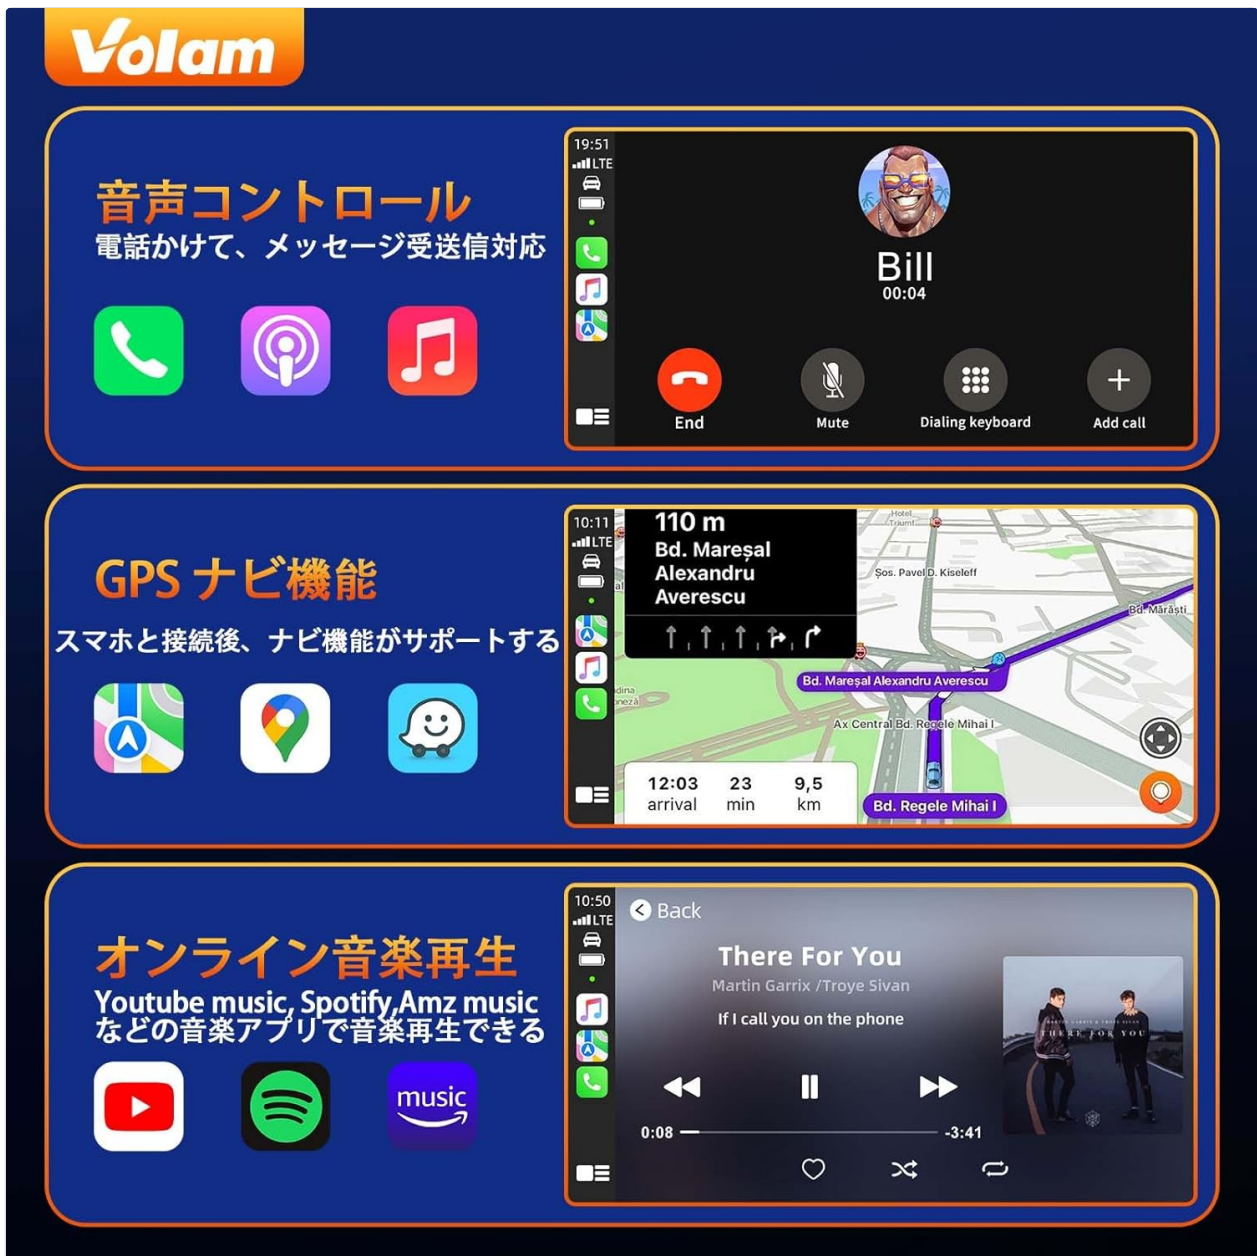 Volam
音声コントロール
電話かけて、メッセージ受送信対応
19:51
LTE
Bill
00:04
End
Mute
Dialing keyboard
Add call
GPS ナビ機能
スマホと接続後、ナビ機能がサポートする
10:11
LTE
110 m
Bd. Mareșal
Alexandru
Averescu
Hotel
Triumf
Șos. Pavel D. Kiseleff
Bd. Mărăști
Bd. Mareșal Alexandru Averescu
Ax Central Bd. Regele Mihai I
12:03
arrival
23
min
9,5
km
Bd. Regele Mihai I
オンライン音楽再生
Youtube music, Spotify,Amz music
などの音楽アプリで音楽再生できる
music
10:50
LTE
Back
There For You
Martin Garrix /Troye Sivan
If I call you on the phone
THERE FOR YOU
0:08
-3:41